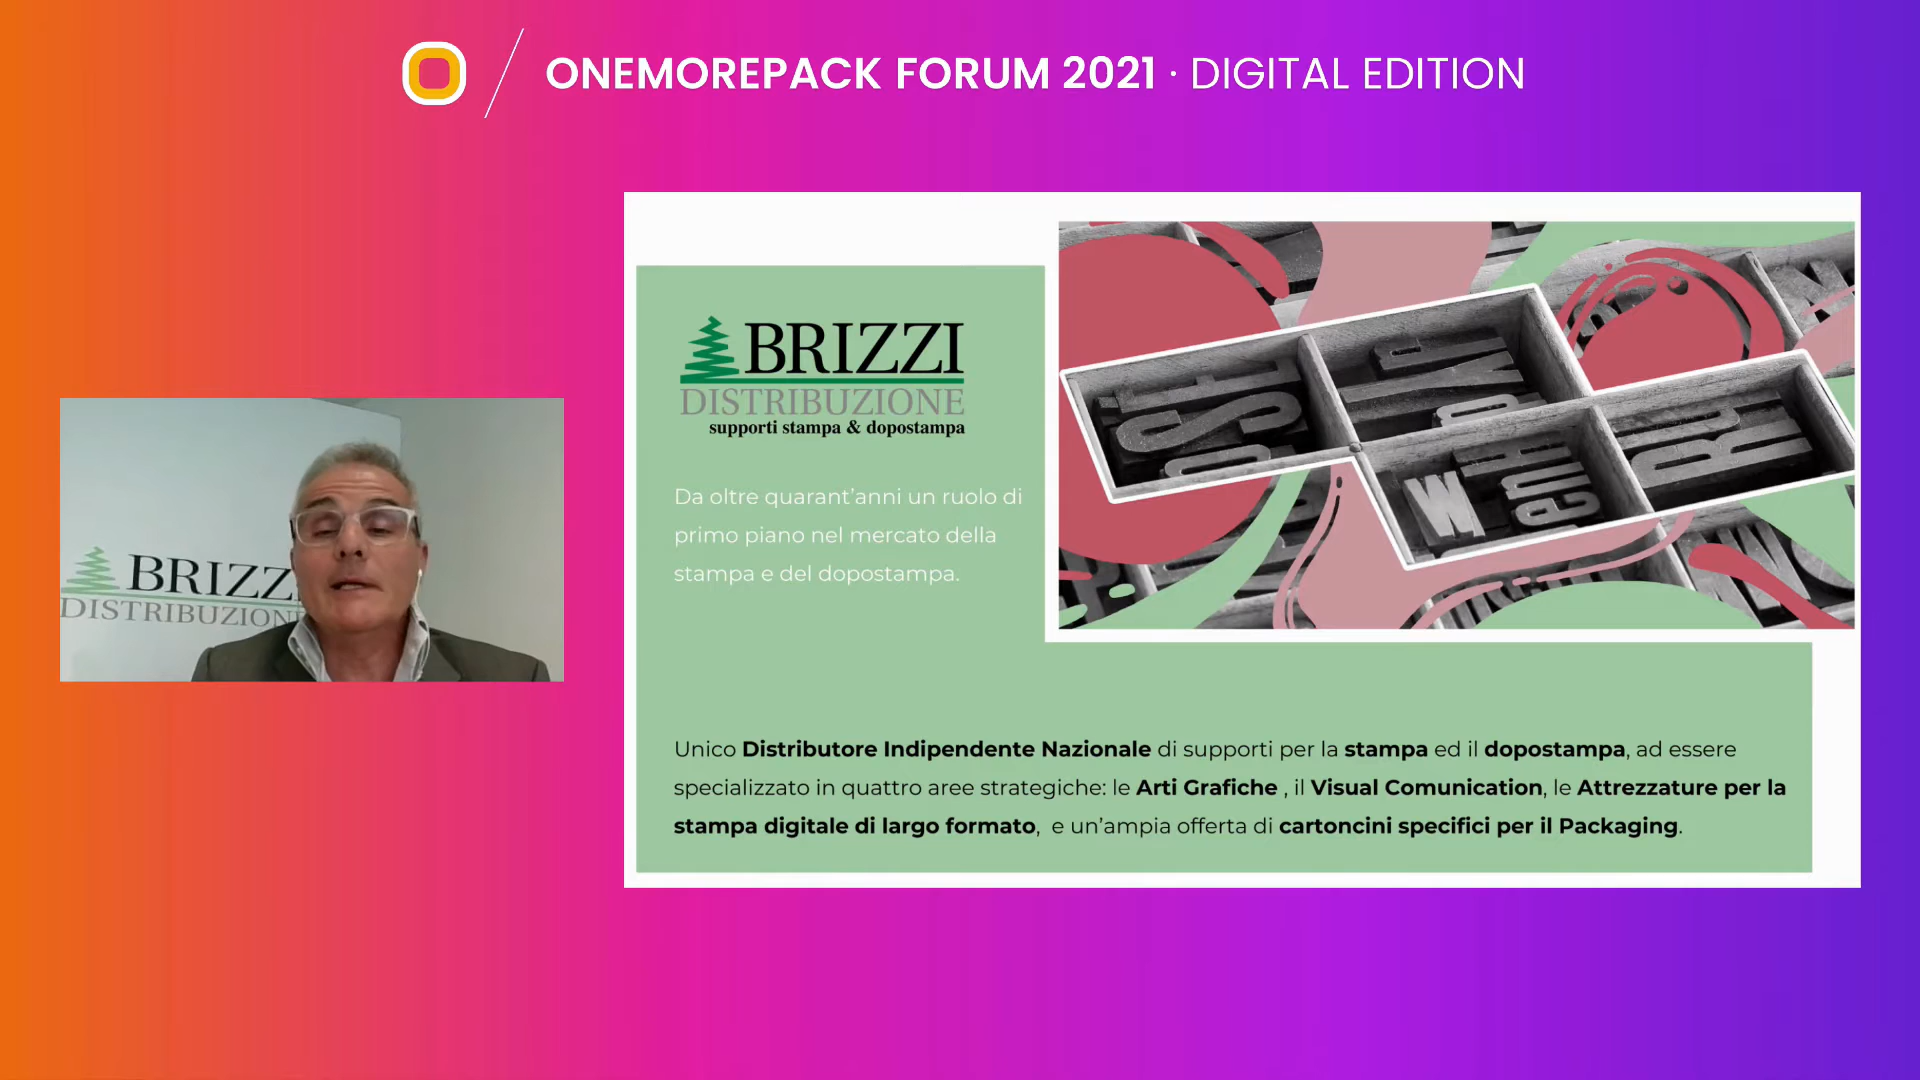 ONEMOREPACK FORUM 2021 · DIGITAL EDITION
BRIZZI
DISTRIBUZIONE
supporti stampa & dopostampa
Da oltre quarant'anni un ruolo di
primo piano nel mercato della
stampa e del dopostampa.
BRIZZ
DISTRIBUZION
Unico Distributore Indipendente Nazionale di supporti per la stampa ed il dopostampa, ad essere
specializzato in quattro aree strategiche: le Arti Grafiche , il Visual Comunication, le Attrezzature per la
stampa digitale di largo formato, e un'ampia offerta di cartoncini specifici per il Packaging.